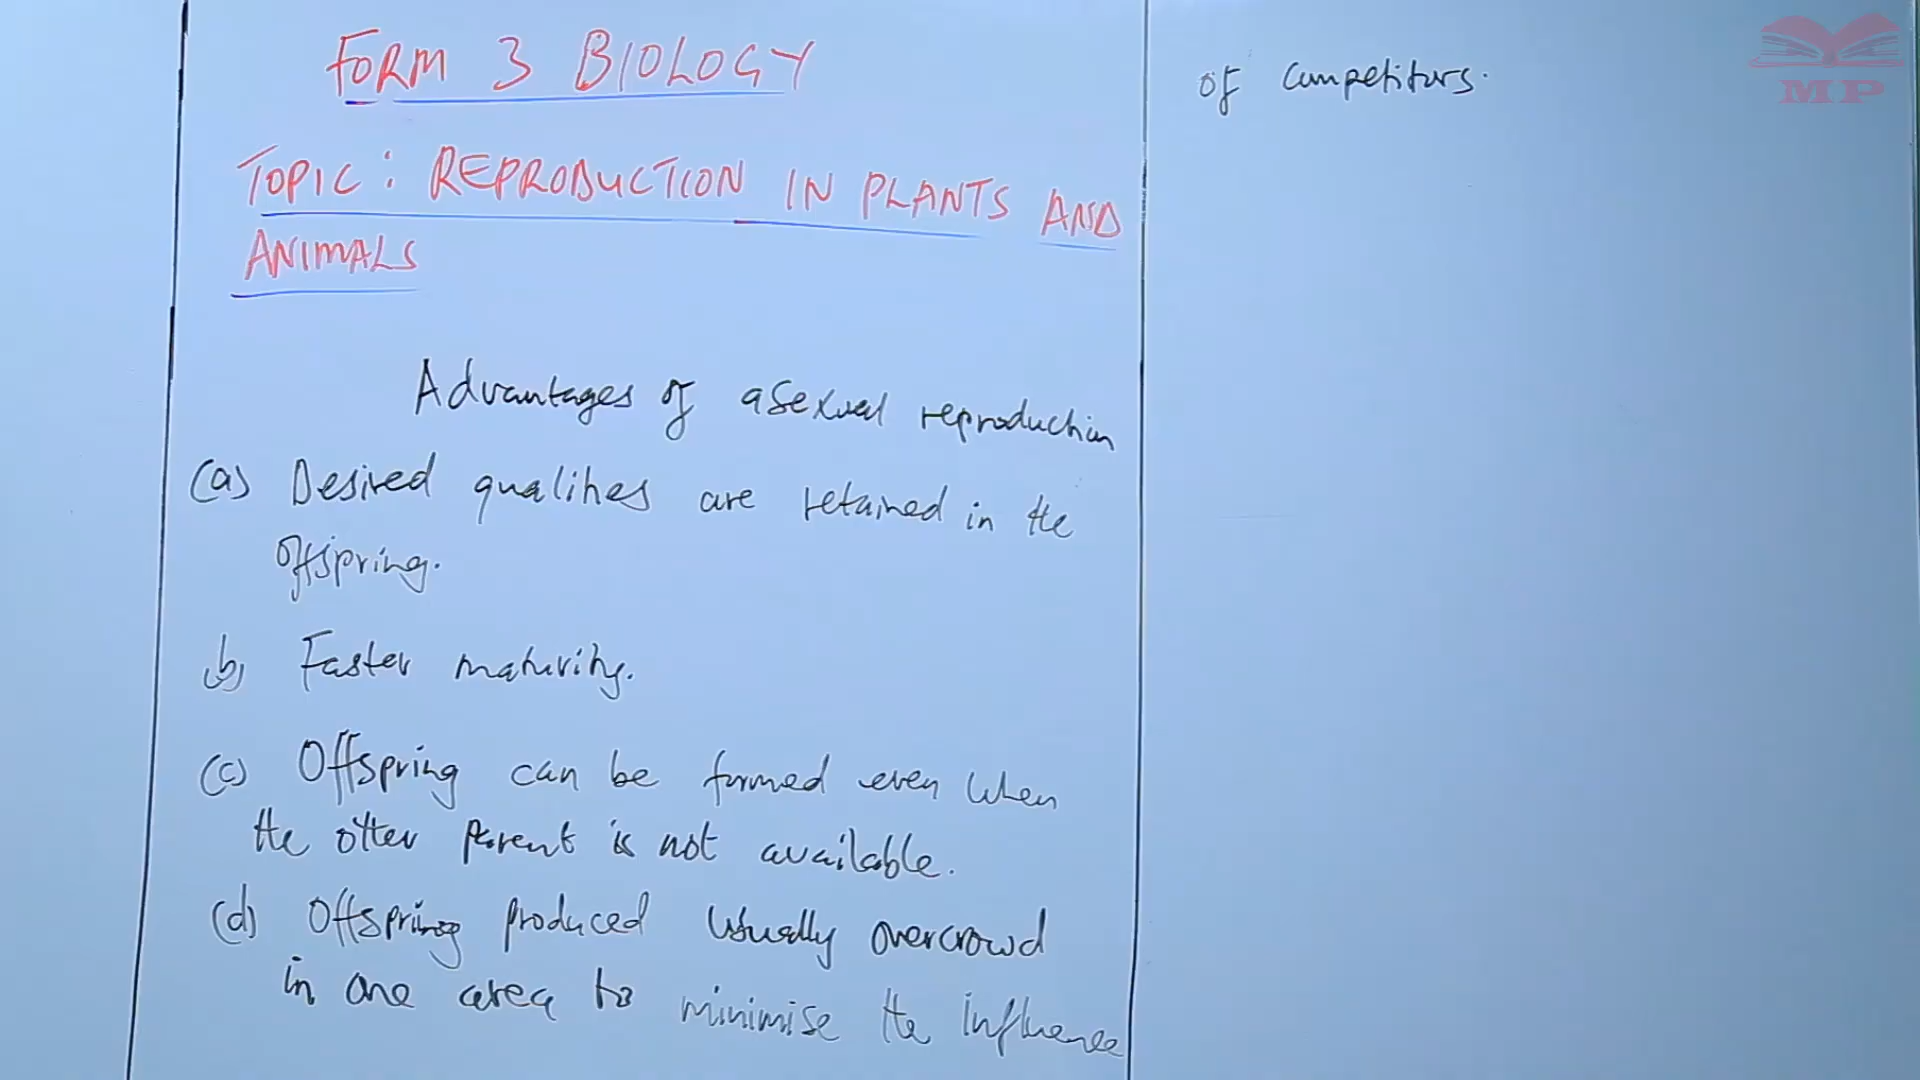 FORM 3 BIOLOGY
TOPIC: REPRODUCTION IN PLANTS AND
ANIMALS
Advantages of asexual reproduction
(a) Desired qualities are retained in the
offspring.
(b) Faster maturity.
(c) Offspring can be formed even when
the other parent is not available.
(d) Offspring produced usually overcrowd
in one area to minimise the influence
of competitors.
MP